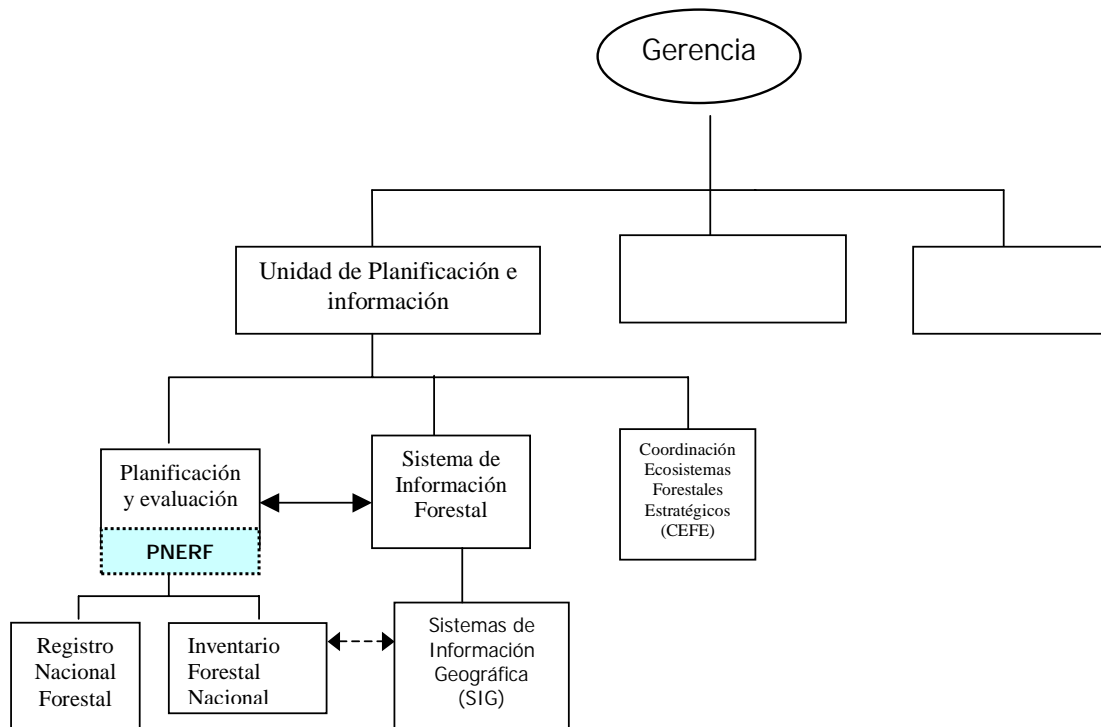 Gerencia
Unidad de Planificación e
información
Planificación
y evaluación
PNERF
Sistema de
Información
Forestal
Coordinación
Ecosistemas
Forestales
Estratégicos
(CEFE)
Registro
Nacional
Forestal
Inventario
Forestal
Nacional
Sistemas de
Información
Geográfica
(SIG)